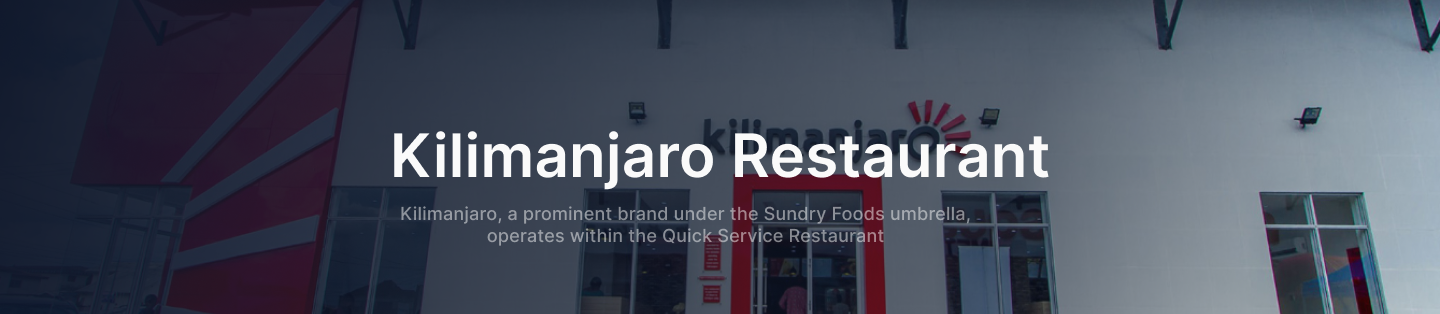 kilimanjaro
Kilimanjaro Restaurant
Kilimanjaro, a prominent brand under the Sundry Foods umbrella,
operates within the Quick Service Restaurant